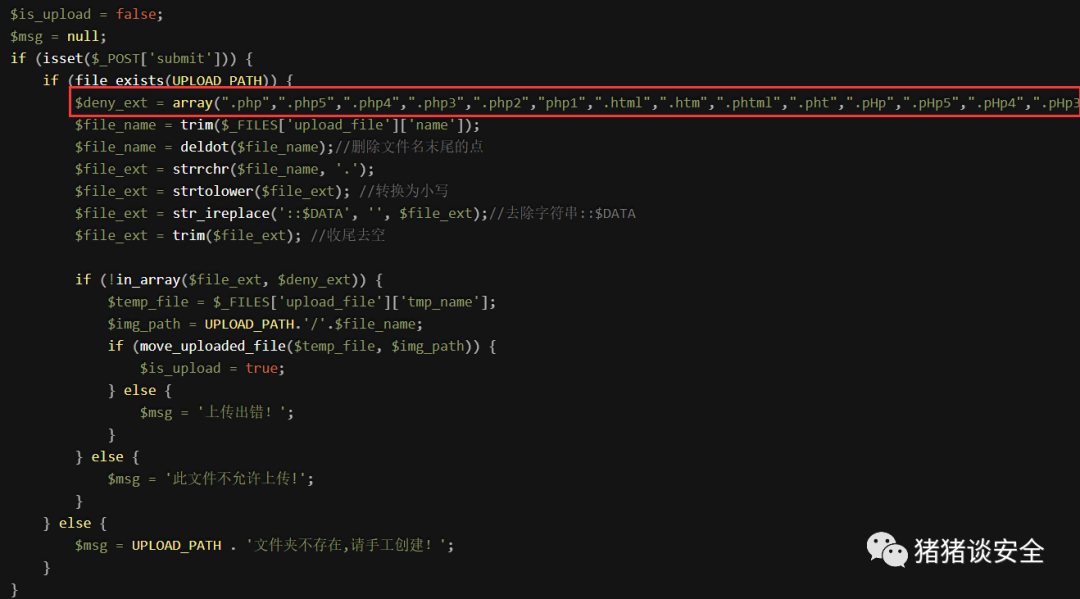 $is_upload = false;
$msg = null;
if (isset($_POST['submit'])) {
    if (file_exists(UPLOAD_PATH)) {
        $deny_ext = array(".php",".php5",".php4",".php3",".php2","php1",".html",".htm",".phtml",".pht",".pHp",".pHp5",".pHp4",".pHp3
        $file_name = trim($_FILES['upload_file']['name']);
        $file_name = deldot($file_name);//删除文件名末尾的点
        $file_ext = strrchr($file_name, '.');
        $file_ext = strtolower($file_ext); //转换为小写
        $file_ext = str_ireplace('::$DATA', '', $file_ext);//去除字符串::$DATA
        $file_ext = trim($file_ext); //收尾去空
        if (!in_array($file_ext, $deny_ext)) {
            $temp_file = $_FILES['upload_file']['tmp_name'];
            $img_path = UPLOAD_PATH.'/'.$file_name;
            if (move_uploaded_file($temp_file, $img_path)) {
                $is_upload = true;
            } else {
                $msg = '上传出错！';
            }
        } else {
            $msg = '此文件不允许上传!';
        }
    } else {
        $msg = UPLOAD_PATH . '文件夹不存在,请手工创建！';
    }
}
猪猪谈安全